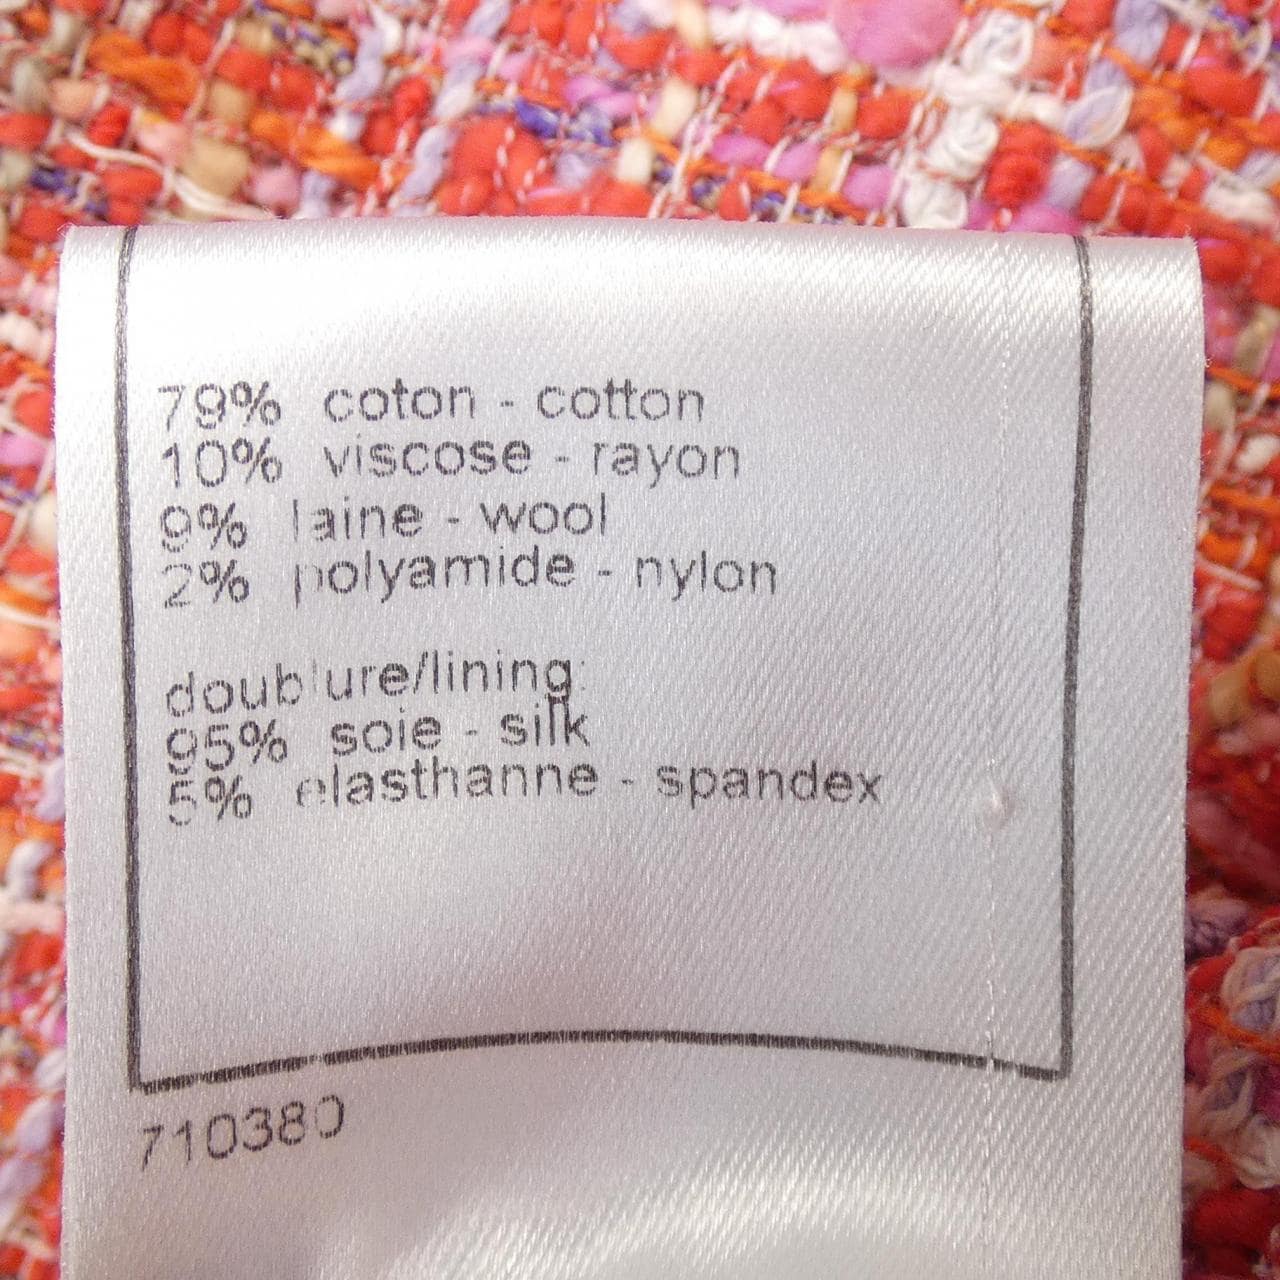 79% coton - cotton
10% viscose - rayon
9% laine - wool
2% polyamide - nylon
doublure/lining:
95% soie - silk
5% elasthanne - spandex
710380